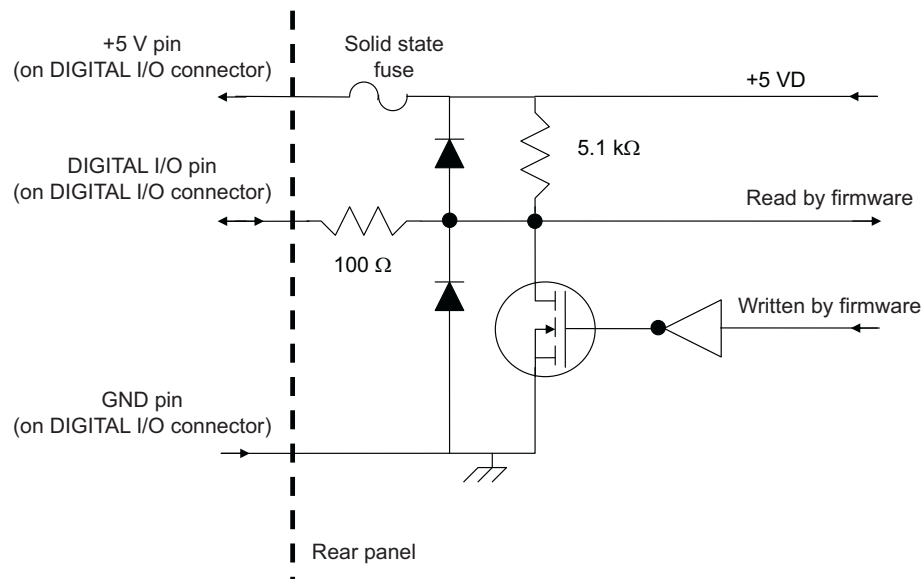 +5 V pin
(on DIGITAL I/O connector)
Solid state
fuse
+5 VD
5.1 kΩ
DIGITAL I/O pin
(on DIGITAL I/O connector)
Read by firmware
100 Ω
Written by firmware
GND pin
(on DIGITAL I/O connector)
Rear panel